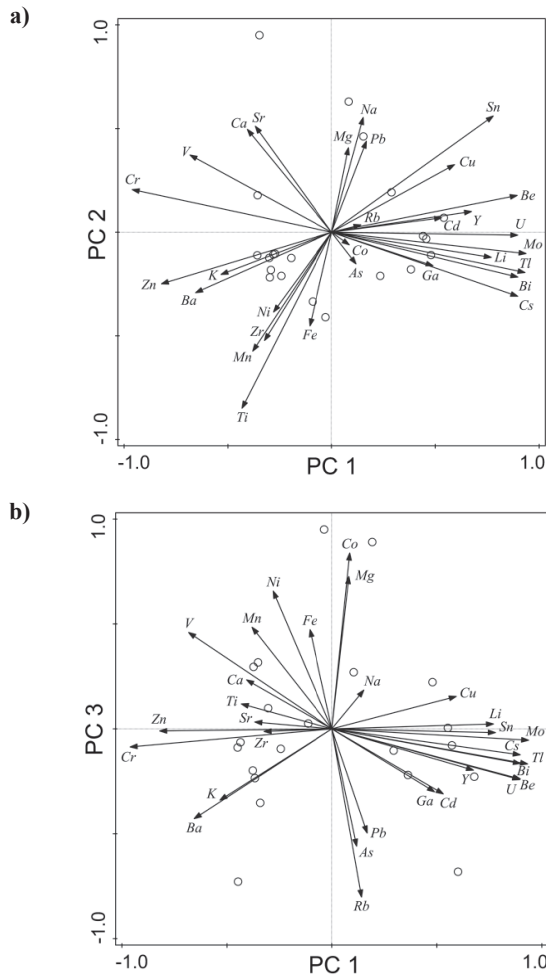 a)
1.0
Sr
Ca
Na
Sn
Mg
Pb
V
Cu
Cr
Be
PC 2
Rb
Y
Cd
U
Co
Mo
Li
As
Ga
Tl
Zn
K
Bi
Ba
Cs
Ni
Zr
Fe
Mn
Ti
-1.0
-1.0
PC 1
1.0
b)
1.0
Co
Ni
Mg
Mn
Fe
V
Ca
Na
Cu
Ti
Li
PC 3
Sr
Sn
Zn
Zr
Mo
Cr
Cs
Tl
Y
Bi
K
Ga
Cd
U
Be
Ba
Pb
As
Rb
-1.0
-1.0
PC 1
1.0